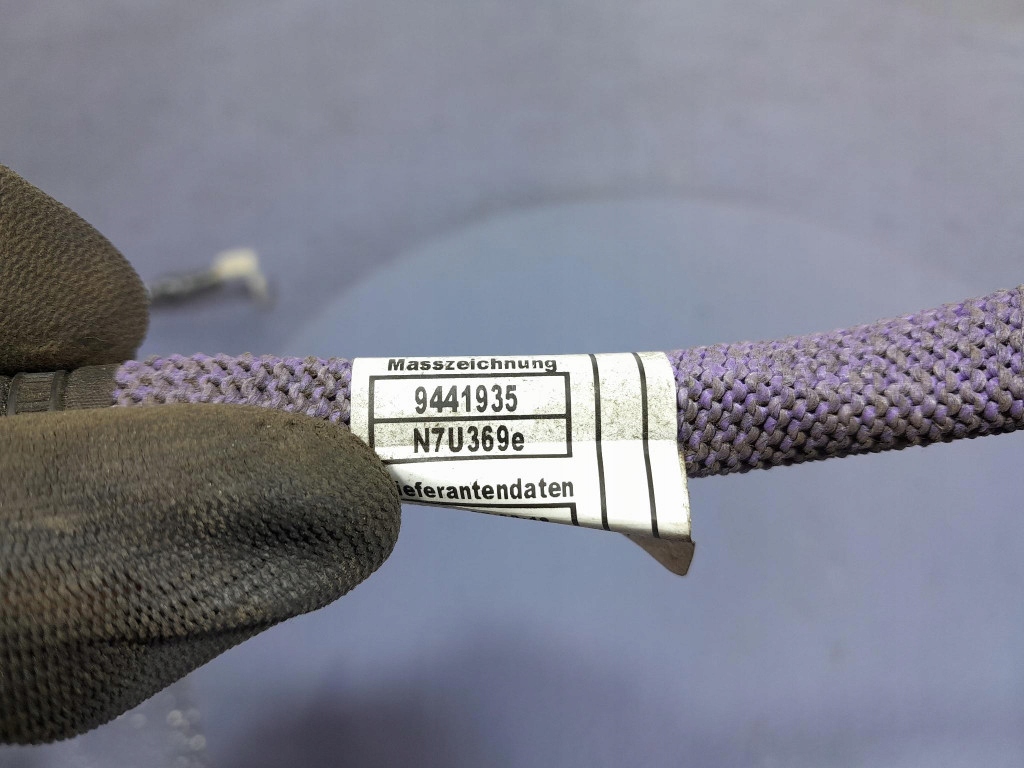 Masszeichnung
9441935
N7U369e
ieferantendaten